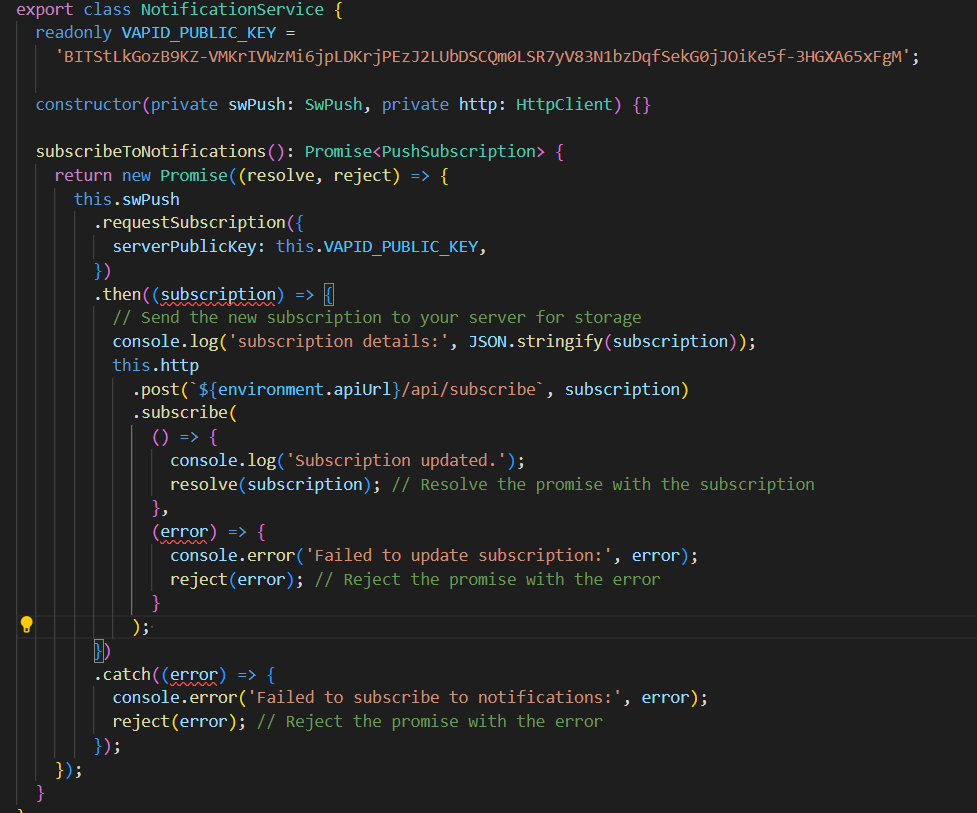 export class NotificationService {
readonly VAPID_PUBLIC_KEY =
'BITStLkGozB9KZ-VMKrIVWzMi6jpLDKrjPEzJ2LUbDSCQm0LSR7yV83N1bzDqfSekG0jJOiKe5f-3HGXA65xFgM';
constructor(private swPush: SwPush, private http: HttpClient) {}
subscribeToNotifications(): Promise<PushSubscription> {
return new Promise((resolve, reject) => {
this.swPush
.requestSubscription({
serverPublicKey: this.VAPID_PUBLIC_KEY,
})
.then((subscription) => {
// Send the new subscription to your server for storage
console.log('subscription details:', JSON.stringify(subscription));
this.http
.post(`${environment.apiUrl}/api/subscribe`, subscription)
.subscribe(
() => {
console.log('Subscription updated.');
resolve(subscription); // Resolve the promise with the subscription
},
(error) => {
console.error('Failed to update subscription:', error);
reject(error); // Reject the promise with the error
}
);
})
.catch((error) => {
console.error('Failed to subscribe to notifications:', error);
reject(error); // Reject the promise with the error
});
});
}
}